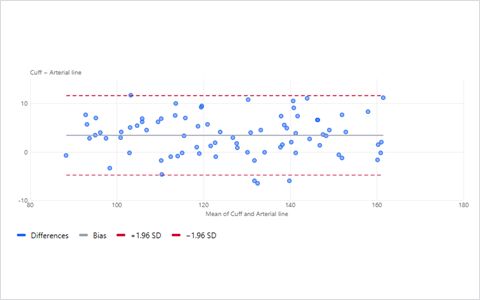 Cuff − Arterial line
10
0
-10
80
100
120
140
160
180
Mean of Cuff and Arterial line
Differences
Bias
+1.96 SD
−1.96 SD